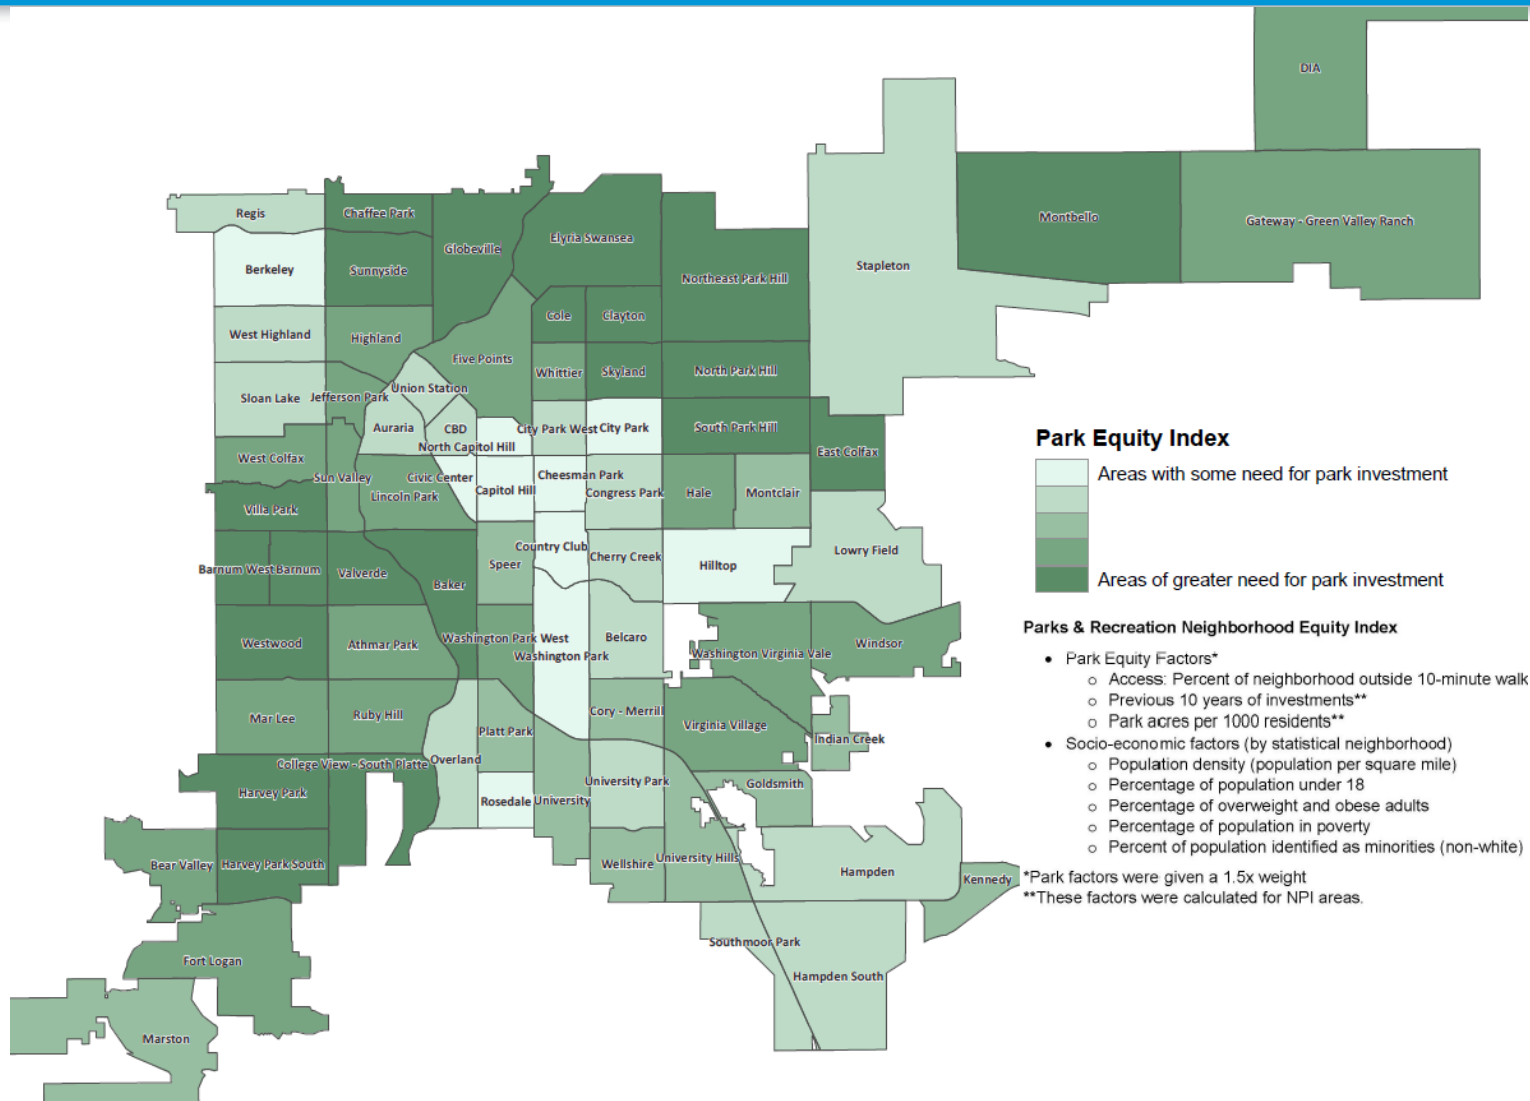 DIA
Regis
Chaffee Park
Montbello
Gateway - Green Valley Ranch
Elyria Swansea
Globeville
Berkeley
Sunnyside
Stapleton
Northeast Park Hill
Cole
Clayton
West Highland
Highland
Five Points
Whittier
Skyland
North Park Hill
Union Station
Sloan Lake
Jefferson Park
Auraria
CBD
City Park West
City Park
South Park Hill
North Capitol Hill
East Colfax
West Colfax
Sun Valley
Civic Center
Cheesman Park
Lincoln Park
Capitol Hill
Congress Park
Hale
Montclair
Villa Park
Country Club
Cherry Creek
Lowry Field
Barnum West
Barnum
Valverde
Baker
Speer
Hilltop
Westwood
Athmar Park
Washington Park West
Belcaro
Washington Park
Washington Virginia Vale
Windsor
Mar Lee
Ruby Hill
Platt Park
Cory - Merrill
Virginia Village
Indian Creek
College View - South Platte
Overland
University Park
Goldsmith
Harvey Park
Rosedale
University
Bear Valley
Harvey Park South
Wellshire
University Hills
Hampden
Kennedy
Southmoor Park
Fort Logan
Hampden South
Marston
Park Equity Index
Areas with some need for park investment
Areas of greater need for park investment
Parks & Recreation Neighborhood Equity Index
• Park Equity Factors*
o Access: Percent of neighborhood outside 10-minute walk
o Previous 10 years of investments**
o Park acres per 1000 residents**
• Socio-economic factors (by statistical neighborhood)
o Population density (population per square mile)
o Percentage of population under 18
o Percentage of overweight and obese adults
o Percentage of population in poverty
o Percent of population identified as minorities (non-white)
*Park factors were given a 1.5x weight
**These factors were calculated for NPI areas.